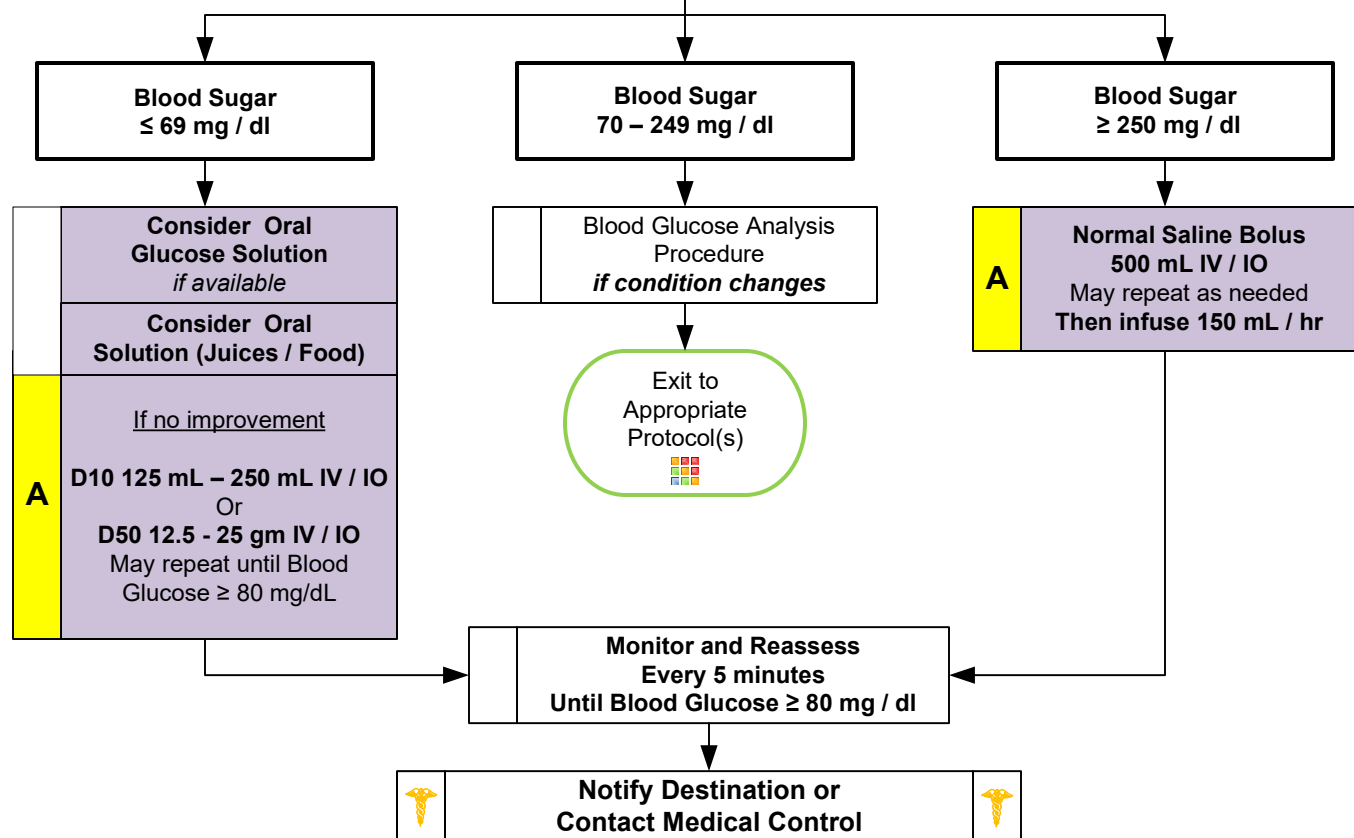 Blood Sugar
≤ 69 mg / dl
Blood Sugar
70 – 249 mg / dl
Blood Sugar
≥ 250 mg / dl
Consider Oral
Glucose Solution
if available
Consider Oral
Solution (Juices / Food)
A
If no improvement
D10 125 mL – 250 mL IV / IO
Or
D50 12.5 - 25 gm IV / IO
May repeat until Blood
Glucose ≥ 80 mg/dL
Blood Glucose Analysis
Procedure
if condition changes
Exit to
Appropriate
Protocol(s)
A
Normal Saline Bolus
500 mL IV / IO
May repeat as needed
Then infuse 150 mL / hr
Monitor and Reassess
Every 5 minutes
Until Blood Glucose ≥ 80 mg / dl
Notify Destination or
Contact Medical Control